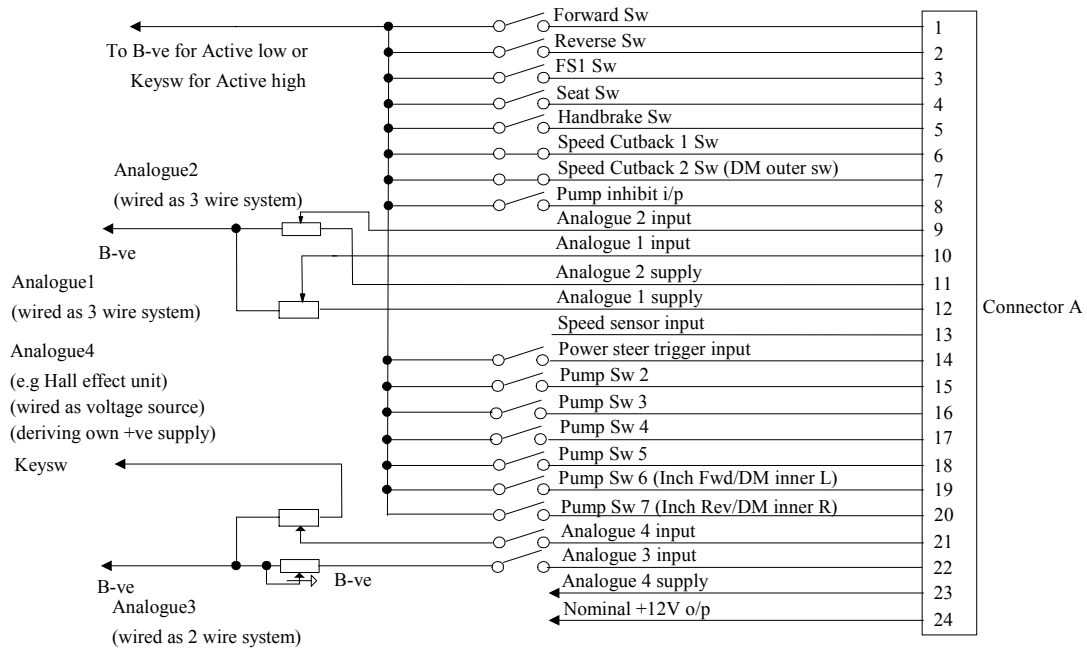 Forward Sw
1
To B-ve for Active low or
Keysw for Active high
Reverse Sw
2
FS1 Sw
3
Seat Sw
4
Handbrake Sw
5
Speed Cutback 1 Sw
6
Speed Cutback 2 Sw (DM outer sw)
7
Pump inhibit i/p
8
Analogue2
(wired as 3 wire system)
B-ve
Analogue 2 input
9
Analogue 1 input
10
Analogue 2 supply
11
Analogue1
(wired as 3 wire system)
Analogue 1 supply
12
Connector A
Speed sensor input
13
Analogue4
(e.g Hall effect unit)
(wired as voltage source)
(deriving own +ve supply)
Keysw
Power steer trigger input
14
Pump Sw 2
15
Pump Sw 3
16
Pump Sw 4
17
Pump Sw 5
18
Pump Sw 6 (Inch Fwd/DM inner L)
19
Pump Sw 7 (Inch Rev/DM inner R)
20
Analogue 4 input
21
Analogue 3 input
22
B-ve
B-ve
Analogue3
(wired as 2 wire system)
Analogue 4 supply
23
Nominal +12V o/p
24